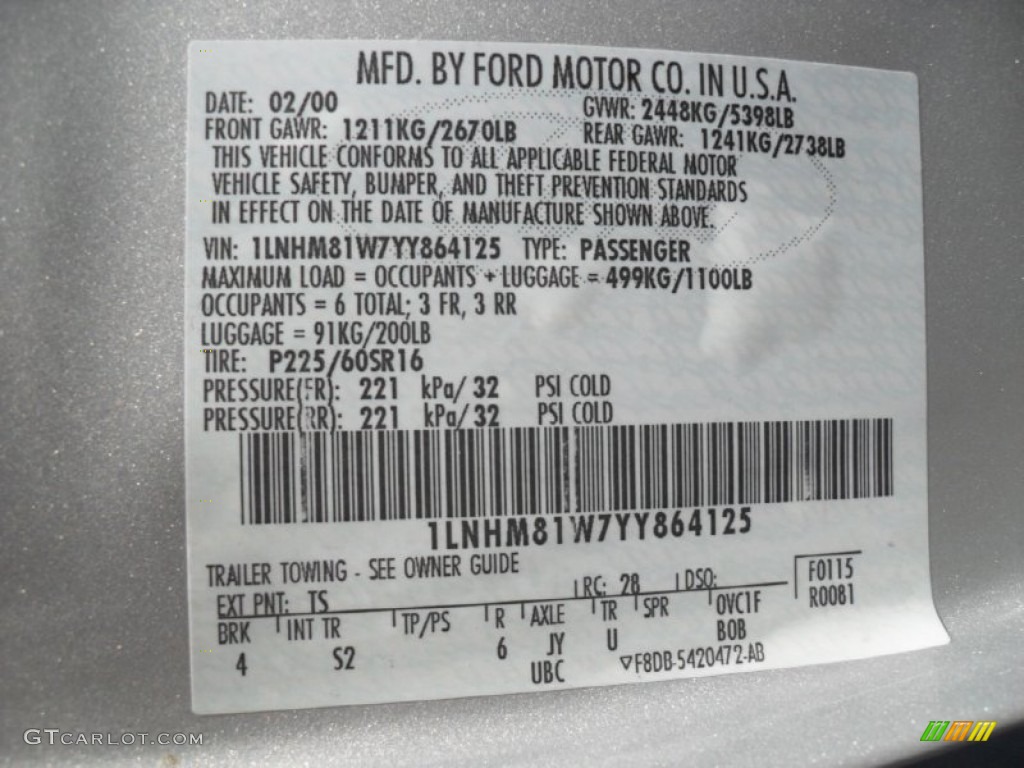 MFD. BY FORD MOTOR CO. IN U.S.A.
DATE: 02/00 GVWR: 2448KG/5398LB
FRONT GAWR: 1211KG/2670LB REAR GAWR: 1241KG/2738LB
THIS VEHICLE CONFORMS TO ALL APPLICABLE FEDERAL MOTOR
VEHICLE SAFETY, BUMPER, AND THEFT PREVENTION STANDARDS
IN EFFECT ON THE DATE OF MANUFACTURE SHOWN ABOVE.
VIN: 1LNHM81W7YY864125 TYPE: PASSENGER
MAXIMUM LOAD = OCCUPANTS + LUGGAGE = 499KG/1100LB
OCCUPANTS = 6 TOTAL; 3 FR, 3 RR
LUGGAGE = 91KG/200LB
TIRE: P225/60SR16
PRESSURE(FR): 221 kPa/ 32 PSI COLD
PRESSURE(RR): 221 kPa/ 32 PSI COLD
1LNHM81W7YY864125
TRAILER TOWING - SEE OWNER GUIDE
EXT PNT: TS RC: 28 DSO: F0115
R0081
BRK INT TR TP/PS R AXLE TR SPR OVC1F
4 S2 6 JY U BOB
UBC ▽F8DB-5420472-AB
GTCARLOT.COM